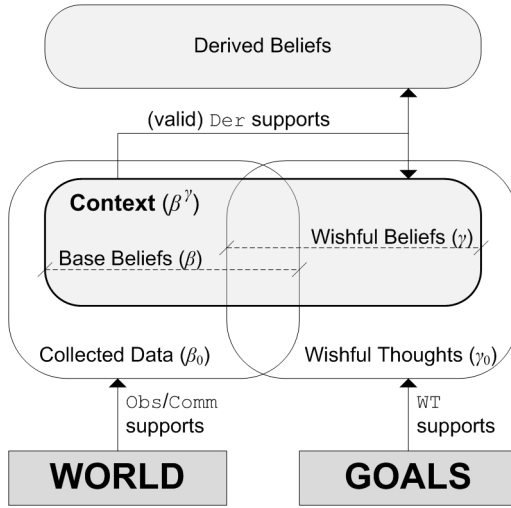 Derived Beliefs
(valid) Der supports
Context (β^γ)
Wishful Beliefs (γ)
Base Beliefs (β)
Collected Data (β₀)
Wishful Thoughts (γ₀)
Obs/Comm
supports
WT
supports
WORLD
GOALS